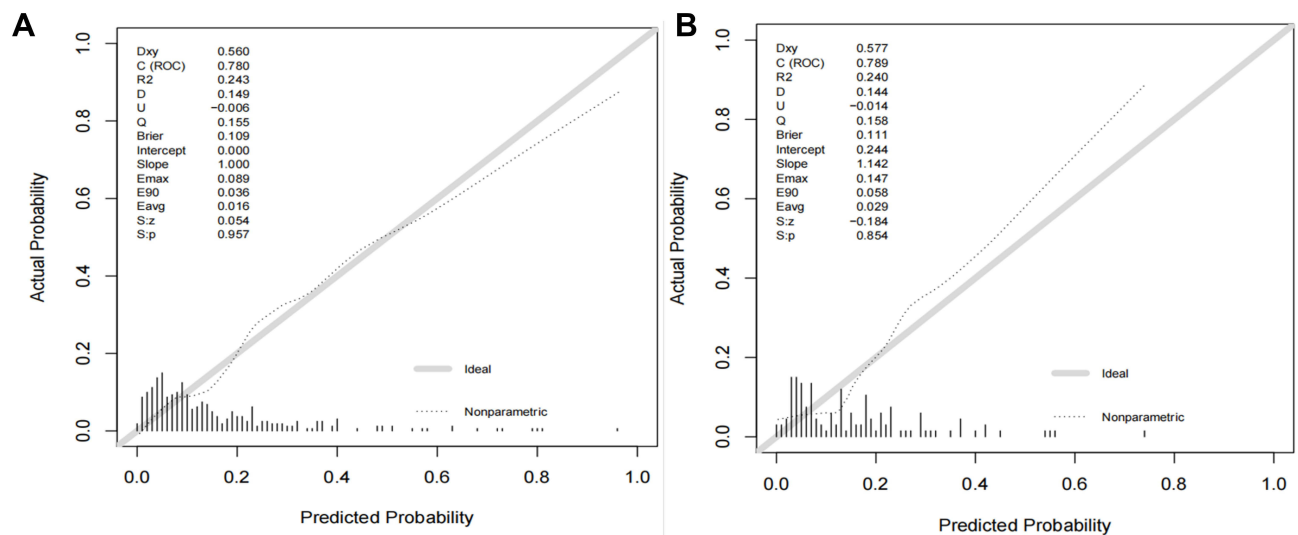 A
Dxy 0.560
C (ROC) 0.780
R2 0.243
D 0.149
U −0.006
Q 0.155
Brier 0.109
Intercept 0.000
Slope 1.000
Emax 0.089
E90 0.036
Eavg 0.016
S:z 0.054
S:p 0.957
Actual Probability
1.0
0.8
0.6
0.4
0.2
0.0
Ideal
Nonparametric
0.0 0.2 0.4 0.6 0.8 1.0
Predicted Probability
B
Dxy 0.577
C (ROC) 0.789
R2 0.240
D 0.144
U −0.014
Q 0.158
Brier 0.111
Intercept 0.244
Slope 1.142
Emax 0.147
E90 0.058
Eavg 0.029
S:z −0.184
S:p 0.854
Actual Probability
1.0
0.8
0.6
0.4
0.2
0.0
Ideal
Nonparametric
0.0 0.2 0.4 0.6 0.8 1.0
Predicted Probability